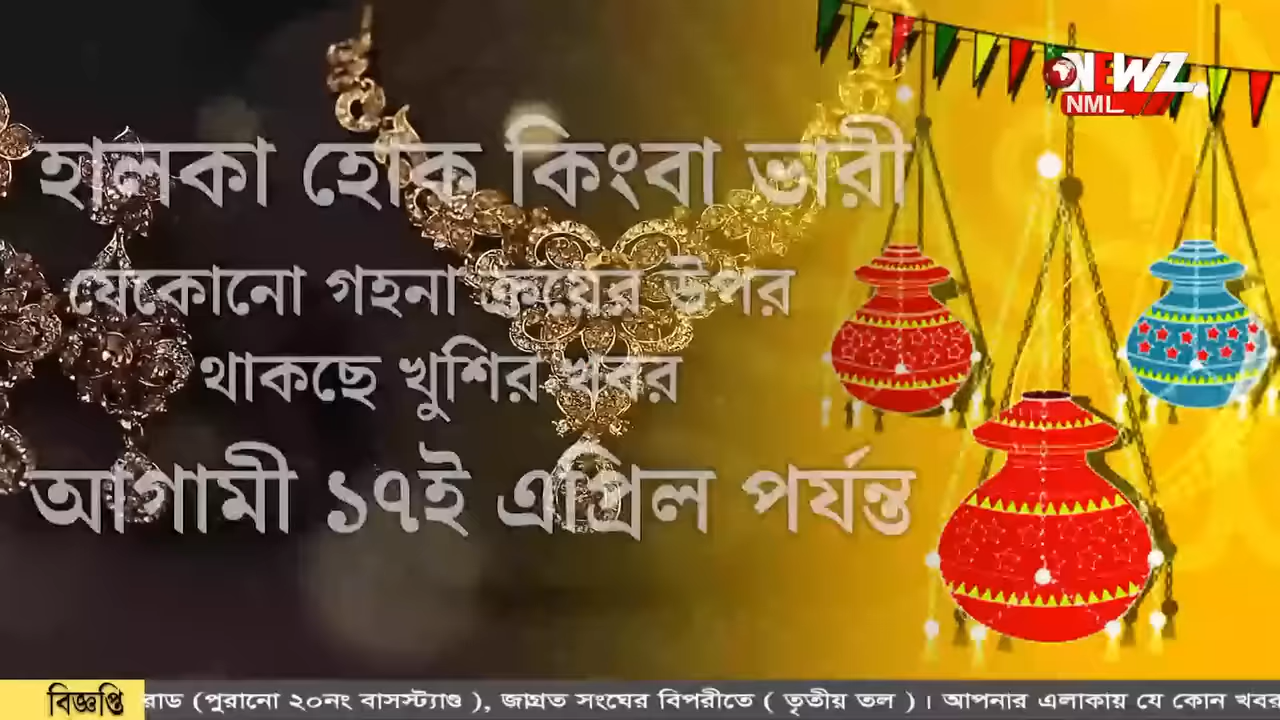 NEWZ
NML
হালকা হোক কিংবা ভারী
যেকোনো গহনা ক্রয়ের উপর
থাকছে খুশির খবর
আগামী ১৭ই এপ্রিল পর্যন্ত
বিজ্ঞপ্তি
রাড (পুরানো ২০নং বাসস্ট্যাণ্ড ), জাগ্রত সংঘের বিপরীতে ( তৃতীয় তল ) । আপনার এলাকায় যে কোন খবর